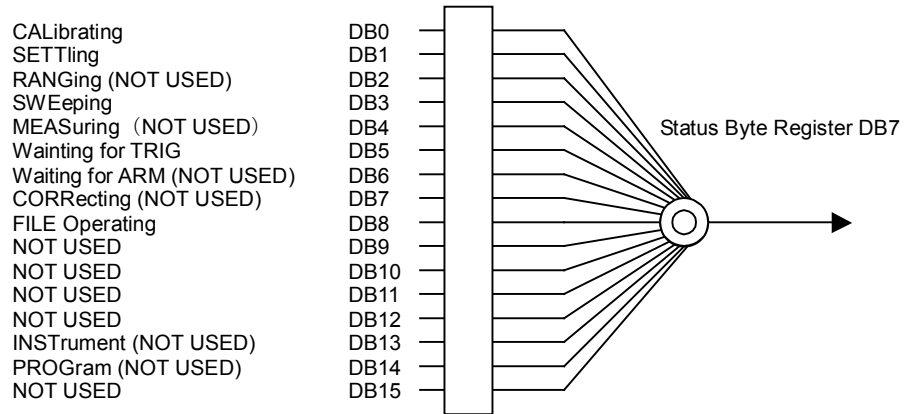 CALibrating DB0
SETTling DB1
RANGing (NOT USED) DB2
SWEeping DB3
MEASuring（NOT USED） DB4
Status Byte Register DB7
Wainting for TRIG DB5
Waiting for ARM (NOT USED) DB6
CORRecting (NOT USED) DB7
FILE Operating DB8
NOT USED DB9
NOT USED DB10
NOT USED DB11
NOT USED DB12
INSTrument (NOT USED) DB13
PROGram (NOT USED) DB14
NOT USED DB15